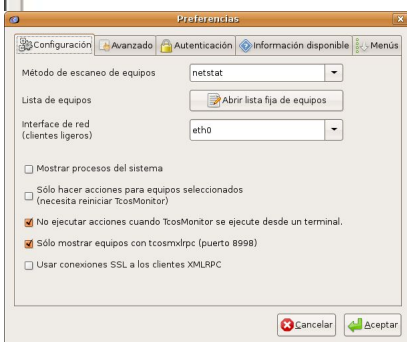 Preferencias
Configuración Avanzado Autenticación Información disponible Menús
Método de escaneo de equipos netstat
Lista de equipos Abrir lista fija de equipos
Interface de red
(clientes ligeros) eth0
Mostrar procesos del sistema
Sólo hacer acciones para equipos seleccionados
(necesita reiniciar TcosMonitor)
No ejecutar acciones cuando TcosMonitor se ejecute desde un terminal.
Sólo mostrar equipos con tcosmxlrpc (puerto 8998)
Usar conexiones SSL a los clientes XMLRPC
Cancelar Aceptar